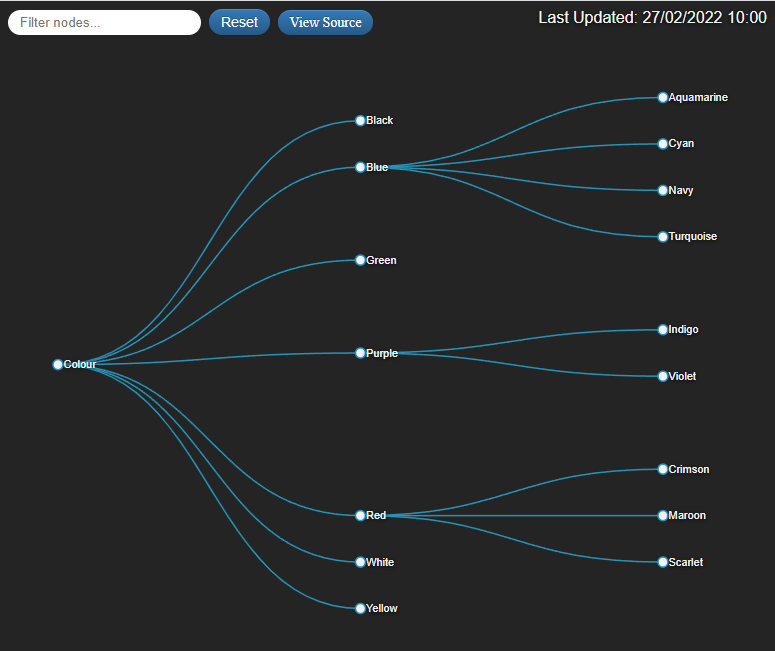 Filter nodes...
Reset
View Source
Last Updated: 27/02/2022 10:00
Aquamarine
Black
Cyan
Blue
Navy
Turquoise
Green
Indigo
Purple
Colour
Violet
Crimson
Red
Maroon
White
Scarlet
Yellow